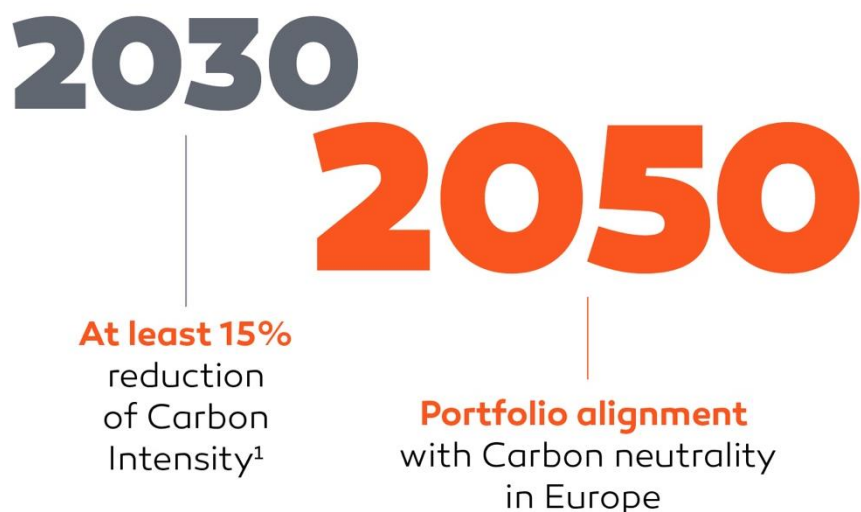 2030
2050
At least 15%
reduction
of Carbon
Intensity¹
Portfolio alignment
with Carbon neutrality
in Europe